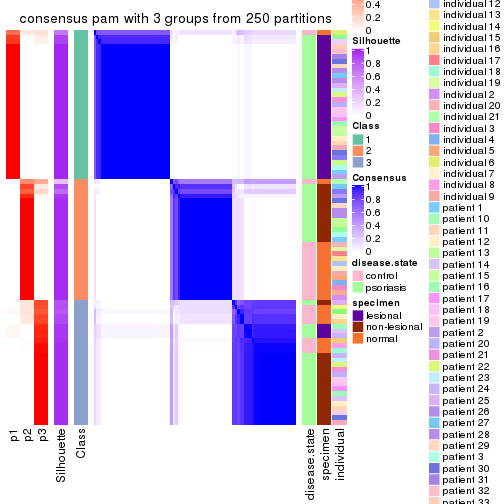 consensus pam with 3 groups from 250 partitions
p1
p2
p3
Silhouette
Class
disease.state
specimen
individual
0.4
0.2
0
Silhouette
1
0.8
0.6
0.4
0.2
0
Class
1
2
3
Consensus
1
0.8
0.6
0.4
0.2
0
disease.state
control
psoriasis
specimen
lesional
non-lesional
normal
individual 12
individual 13
individual 14
individual 15
individual 16
individual 17
individual 18
individual 19
individual 2
individual 20
individual 21
individual 3
individual 4
individual 5
individual 6
individual 7
individual 8
individual 9
patient 1
patient 10
patient 11
patient 12
patient 13
patient 14
patient 15
patient 16
patient 17
patient 18
patient 19
patient 2
patient 20
patient 21
patient 22
patient 23
patient 24
patient 25
patient 26
patient 27
patient 28
patient 29
patient 3
patient 30
patient 31
patient 32
patient 33